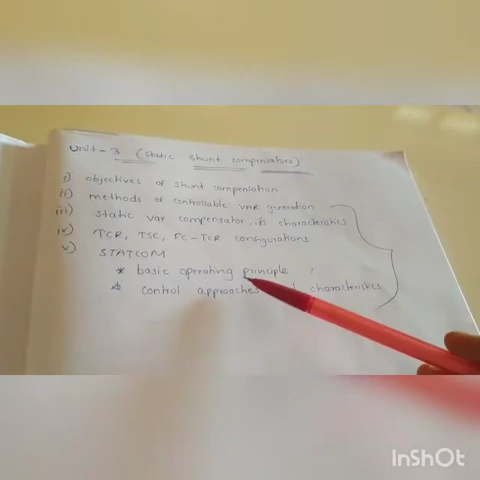 Unit-3 (Static Shunt compensators)
i) objectives of shunt compensation
ii) methods of controllable VAR generation
iii) static var compensator, its characteristics
iv) TCR, TSC, FC-TCR configurations
v) STATCOM
* basic operating principle
* control approaches characteristics
InShOt